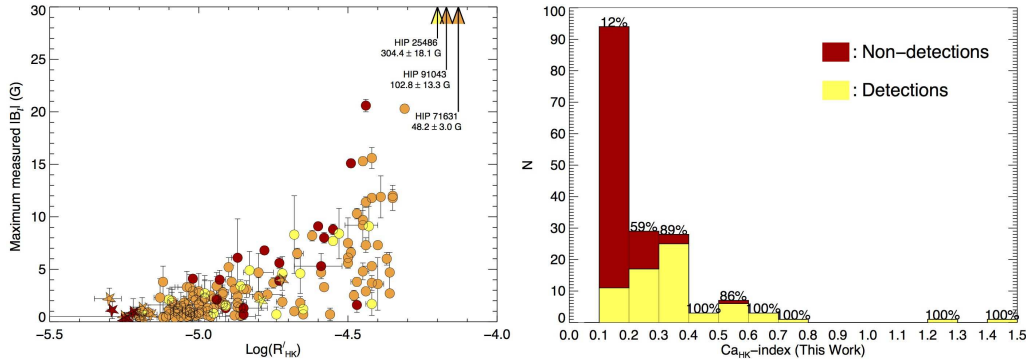 30
25
20
15
10
5
0
Maximum measured |B_l| (G)
HIP 25486
304.4 ± 18.1 G
HIP 91043
102.8 ± 13.3 G
HIP 71631
48.2 ± 3.0 G
-5.5 -5.0 -4.5 -4.0
Log(R'_HK)
100
90
80
70
60
50
40
30
20
10
0
N
12%
59%
89%
100%
86%
100%
100%
100%
100%
: Non-detections
: Detections
0.0 0.1 0.2 0.3 0.4 0.5 0.6 0.7 0.8 0.9 1.0 1.1 1.2 1.3 1.4 1.5
Ca_HK-index (This Work)